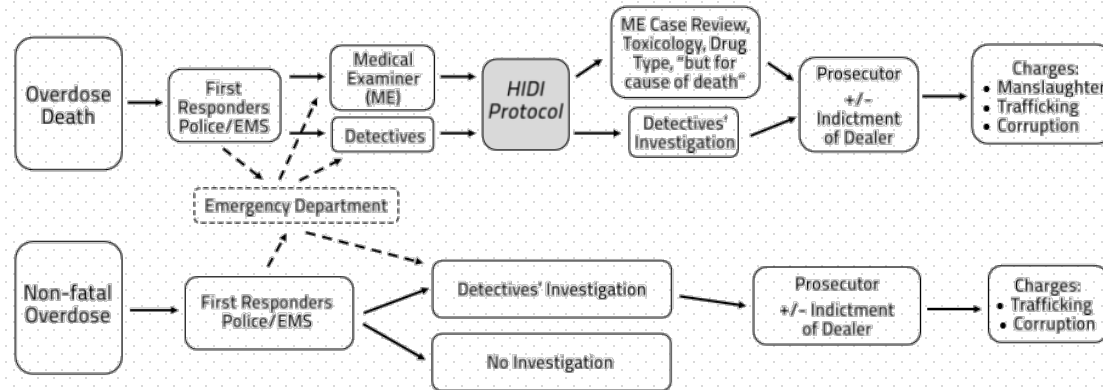 Overdose
Death
First
Responders
Police/EMS
Medical
Examiner
(ME)
Detectives
HIDI
Protocol
ME Case Review,
Toxicology, Drug
Type, “but for
cause of death“
Detectives’
Investigation
Prosecutor
+/-
Indictment
of Dealer
Charges:
• Manslaughter
• Trafficking
• Corruption
Emergency Department
Non-fatal
Overdose
First Responders
Police/EMS
Detectives’ Investigation
No Investigation
Prosecutor
+/- Indictment
of Dealer
Charges:
• Trafficking
• Corruption